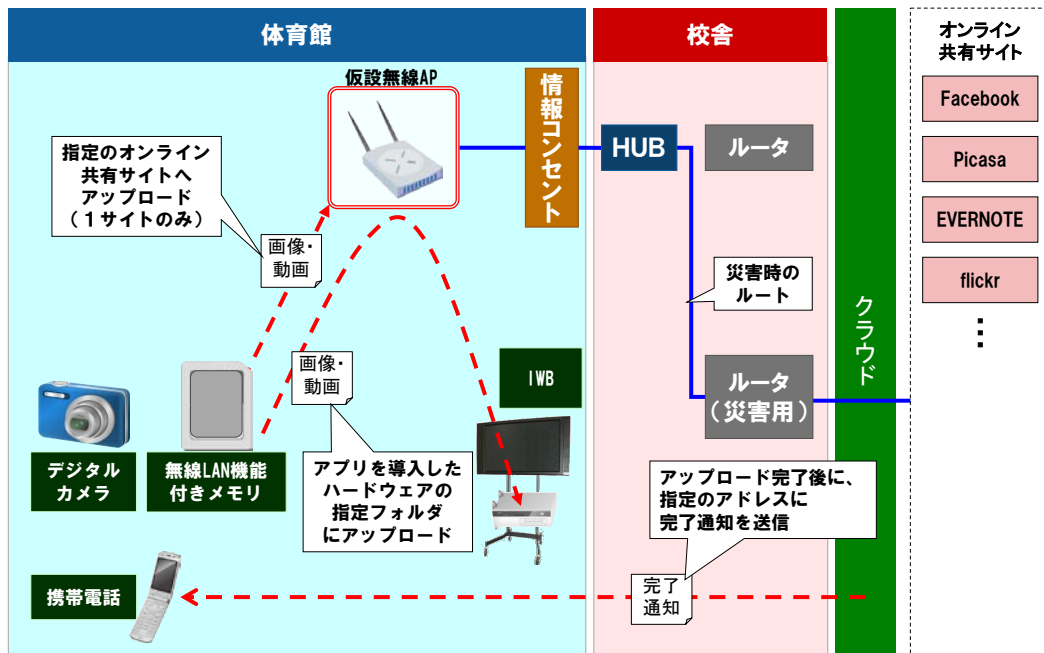 体育館
校舎
オンライン
共有サイト
仮設無線AP
情報コンセント
HUB
ルータ
Facebook
Picasa
EVERNOTE
flickr
⋮
指定のオンライン
共有サイトへ
アップロード
(1サイトのみ)
画像・
動画
災害時の
ルート
クラウド
画像・
動画
IWB
ルータ
(災害用)
デジタル
カメラ
無線LAN機能
付きメモリ
アプリを導入した
ハードウェアの
指定フォルダ
にアップロード
アップロード完了後に、
指定のアドレスに
完了通知を送信
携帯電話
完了
通知